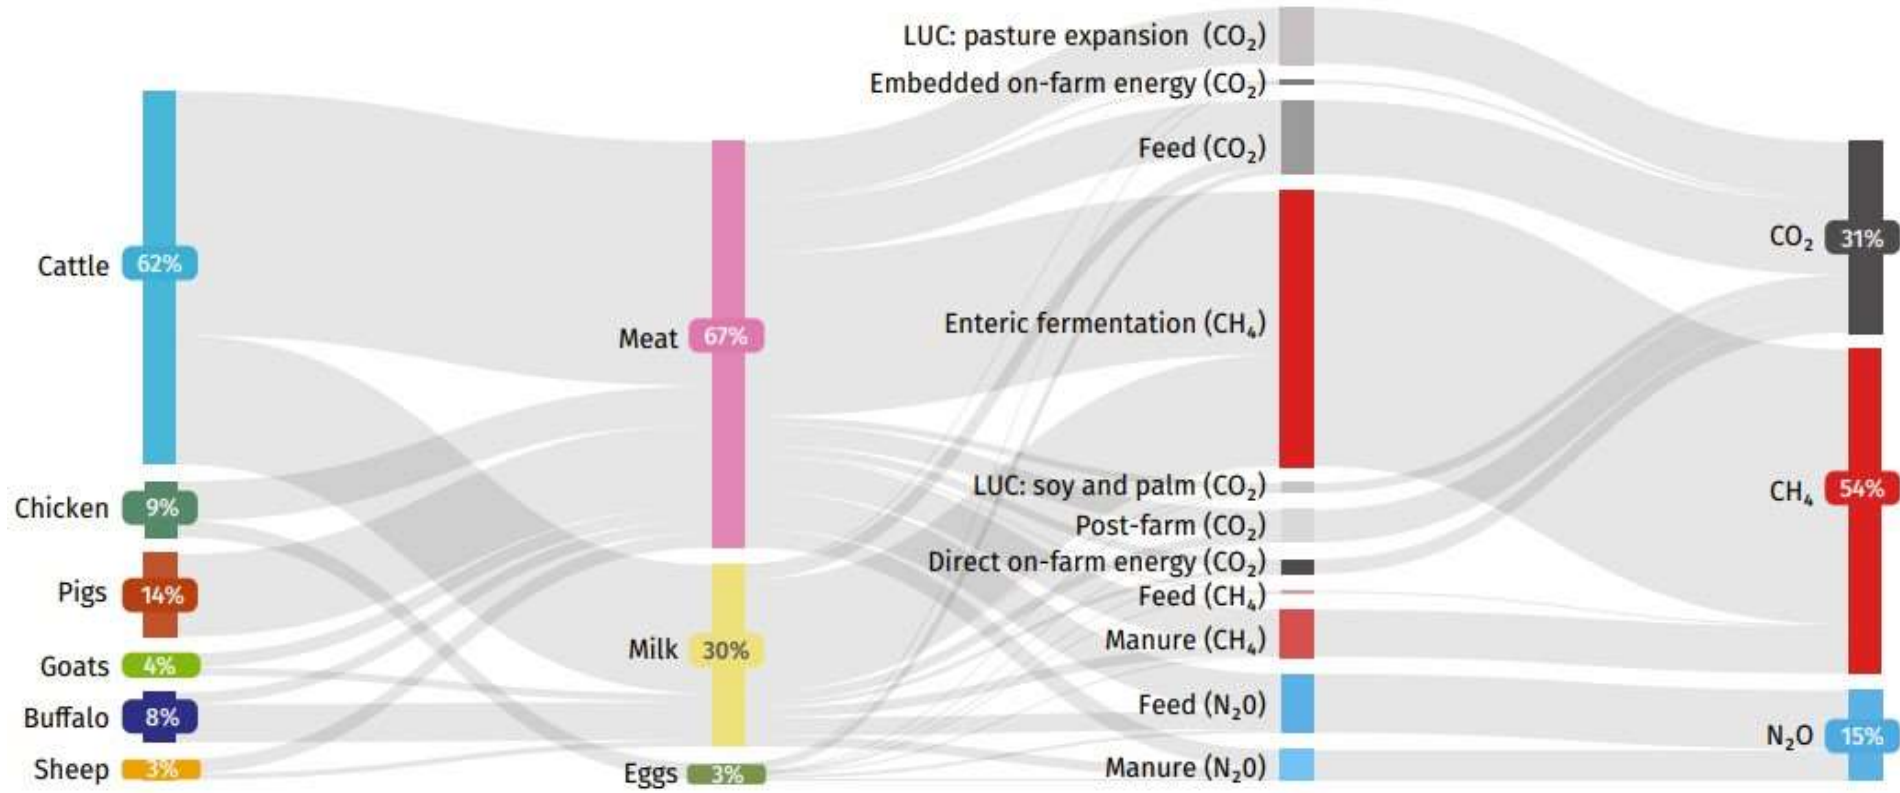 Cattle 62%
Chicken 9%
Pigs 14%
Goats 4%
Buffalo 8%
Sheep 3%
Meat 67%
Milk 30%
Eggs 3%
LUC: pasture expansion (CO₂)
Embedded on-farm energy (CO₂)
Feed (CO₂)
Enteric fermentation (CH₄)
LUC: soy and palm (CO₂)
Post-farm (CO₂)
Direct on-farm energy (CO₂)
Feed (CH₄)
Manure (CH₄)
Feed (N₂0)
Manure (N₂0)
CO₂ 31%
CH₄ 54%
N₂O 15%